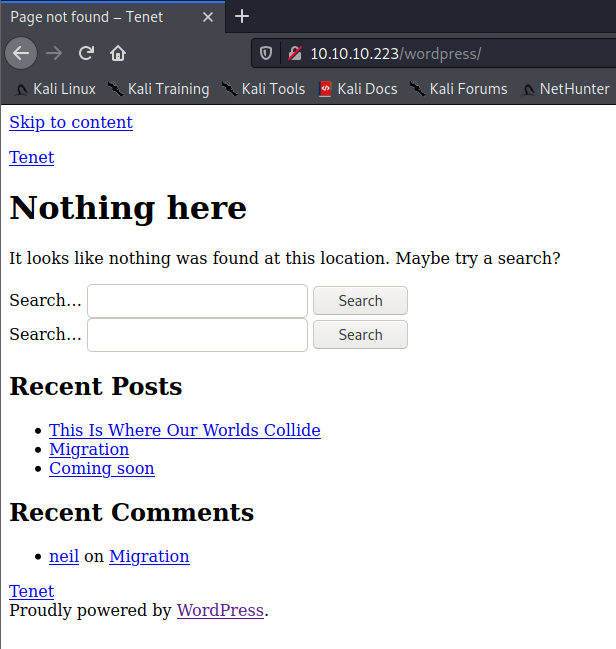 Page not found – Tenet
10.10.10.223/wordpress/
Kali Linux Kali Training Kali Tools Kali Docs Kali Forums NetHunter
Skip to content
Tenet
Nothing here
It looks like nothing was found at this location. Maybe try a search?
Search… Search
Search… Search
Recent Posts
This Is Where Our Worlds Collide
Migration
Coming soon
Recent Comments
neil on Migration
Tenet
Proudly powered by WordPress.